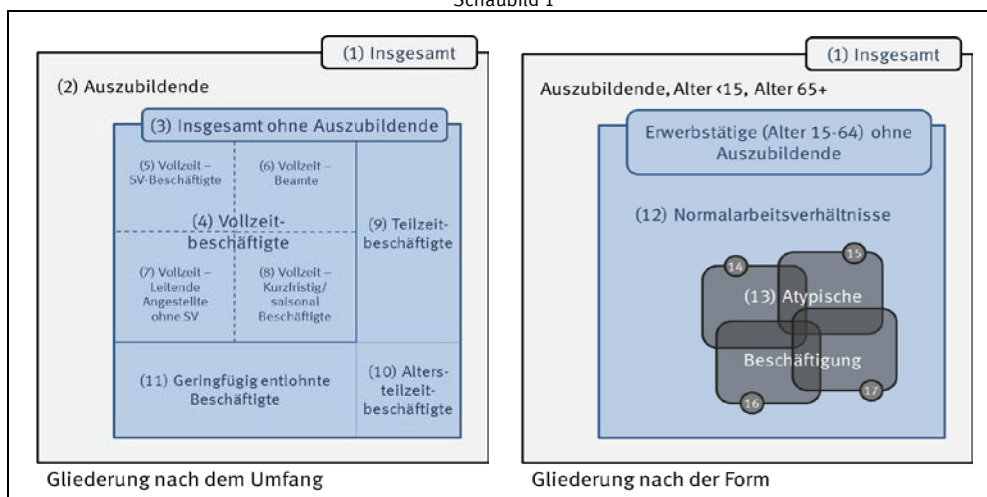 Schaubild 1
(1) Insgesamt
(2) Auszubildende
(3) Insgesamt ohne Auszubildende
(5) Vollzeit –
SV-Beschäftigte
(6) Vollzeit –
Beamte
(4) Vollzeit-
beschäftigte
(9) Teilzeit-
beschäftigte
(7) Vollzeit –
Leitende
Angestellte
ohne SV
(8) Vollzeit –
Kurzfristig/
saisonal
Beschäftigte
(11) Geringfügig entlohnte
Beschäftigte
(10) Alters-
teilzeit-
beschäftigte
Gliederung nach dem Umfang
(1) Insgesamt
Auszubildende, Alter <15, Alter 65+
Erwerbstätige (Alter 15-64) ohne
Auszubildende
(12) Normalarbeitsverhältnisse
14
15
(13) Atypische
Beschäftigung
16
17
Gliederung nach der Form